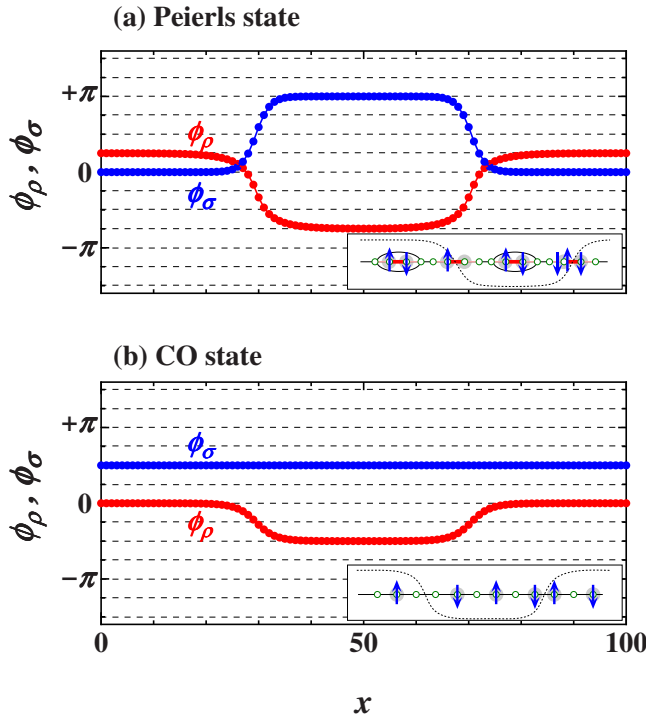 (a) Peierls state
+π
ϕρ
0
ϕσ
−π
ϕρ , ϕσ
(b) CO state
+π
ϕσ
0
ϕρ
−π
ϕρ , ϕσ
0 50 100
x